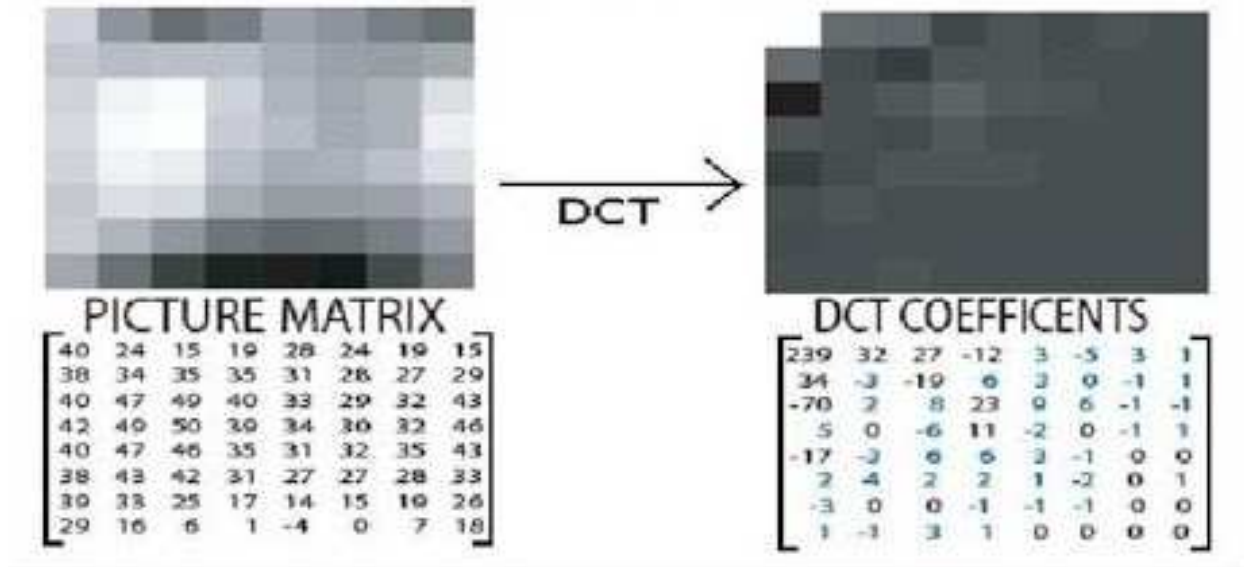 DCT
PICTURE MATRIX
40 24 15 19 28 24 19 15
38 34 35 35 31 28 27 29
40 47 49 40 33 29 32 43
42 49 50 39 34 30 32 46
40 47 46 35 31 32 35 43
38 43 42 31 27 27 28 33
39 33 25 17 14 15 19 26
29 16 6 1 -4 0 7 18
DCT COEFFICENTS
239 32 27 -12 3 -5 3 1
34 -3 -19 6 3 0 -1 1
-70 2 8 23 9 6 -1 -1
5 0 -6 11 -2 0 -1 1
-17 -3 6 6 3 -1 0 0
2 4 2 2 1 -2 0 1
-3 0 0 -1 -1 -1 0 0
1 -1 3 1 0 0 0 0